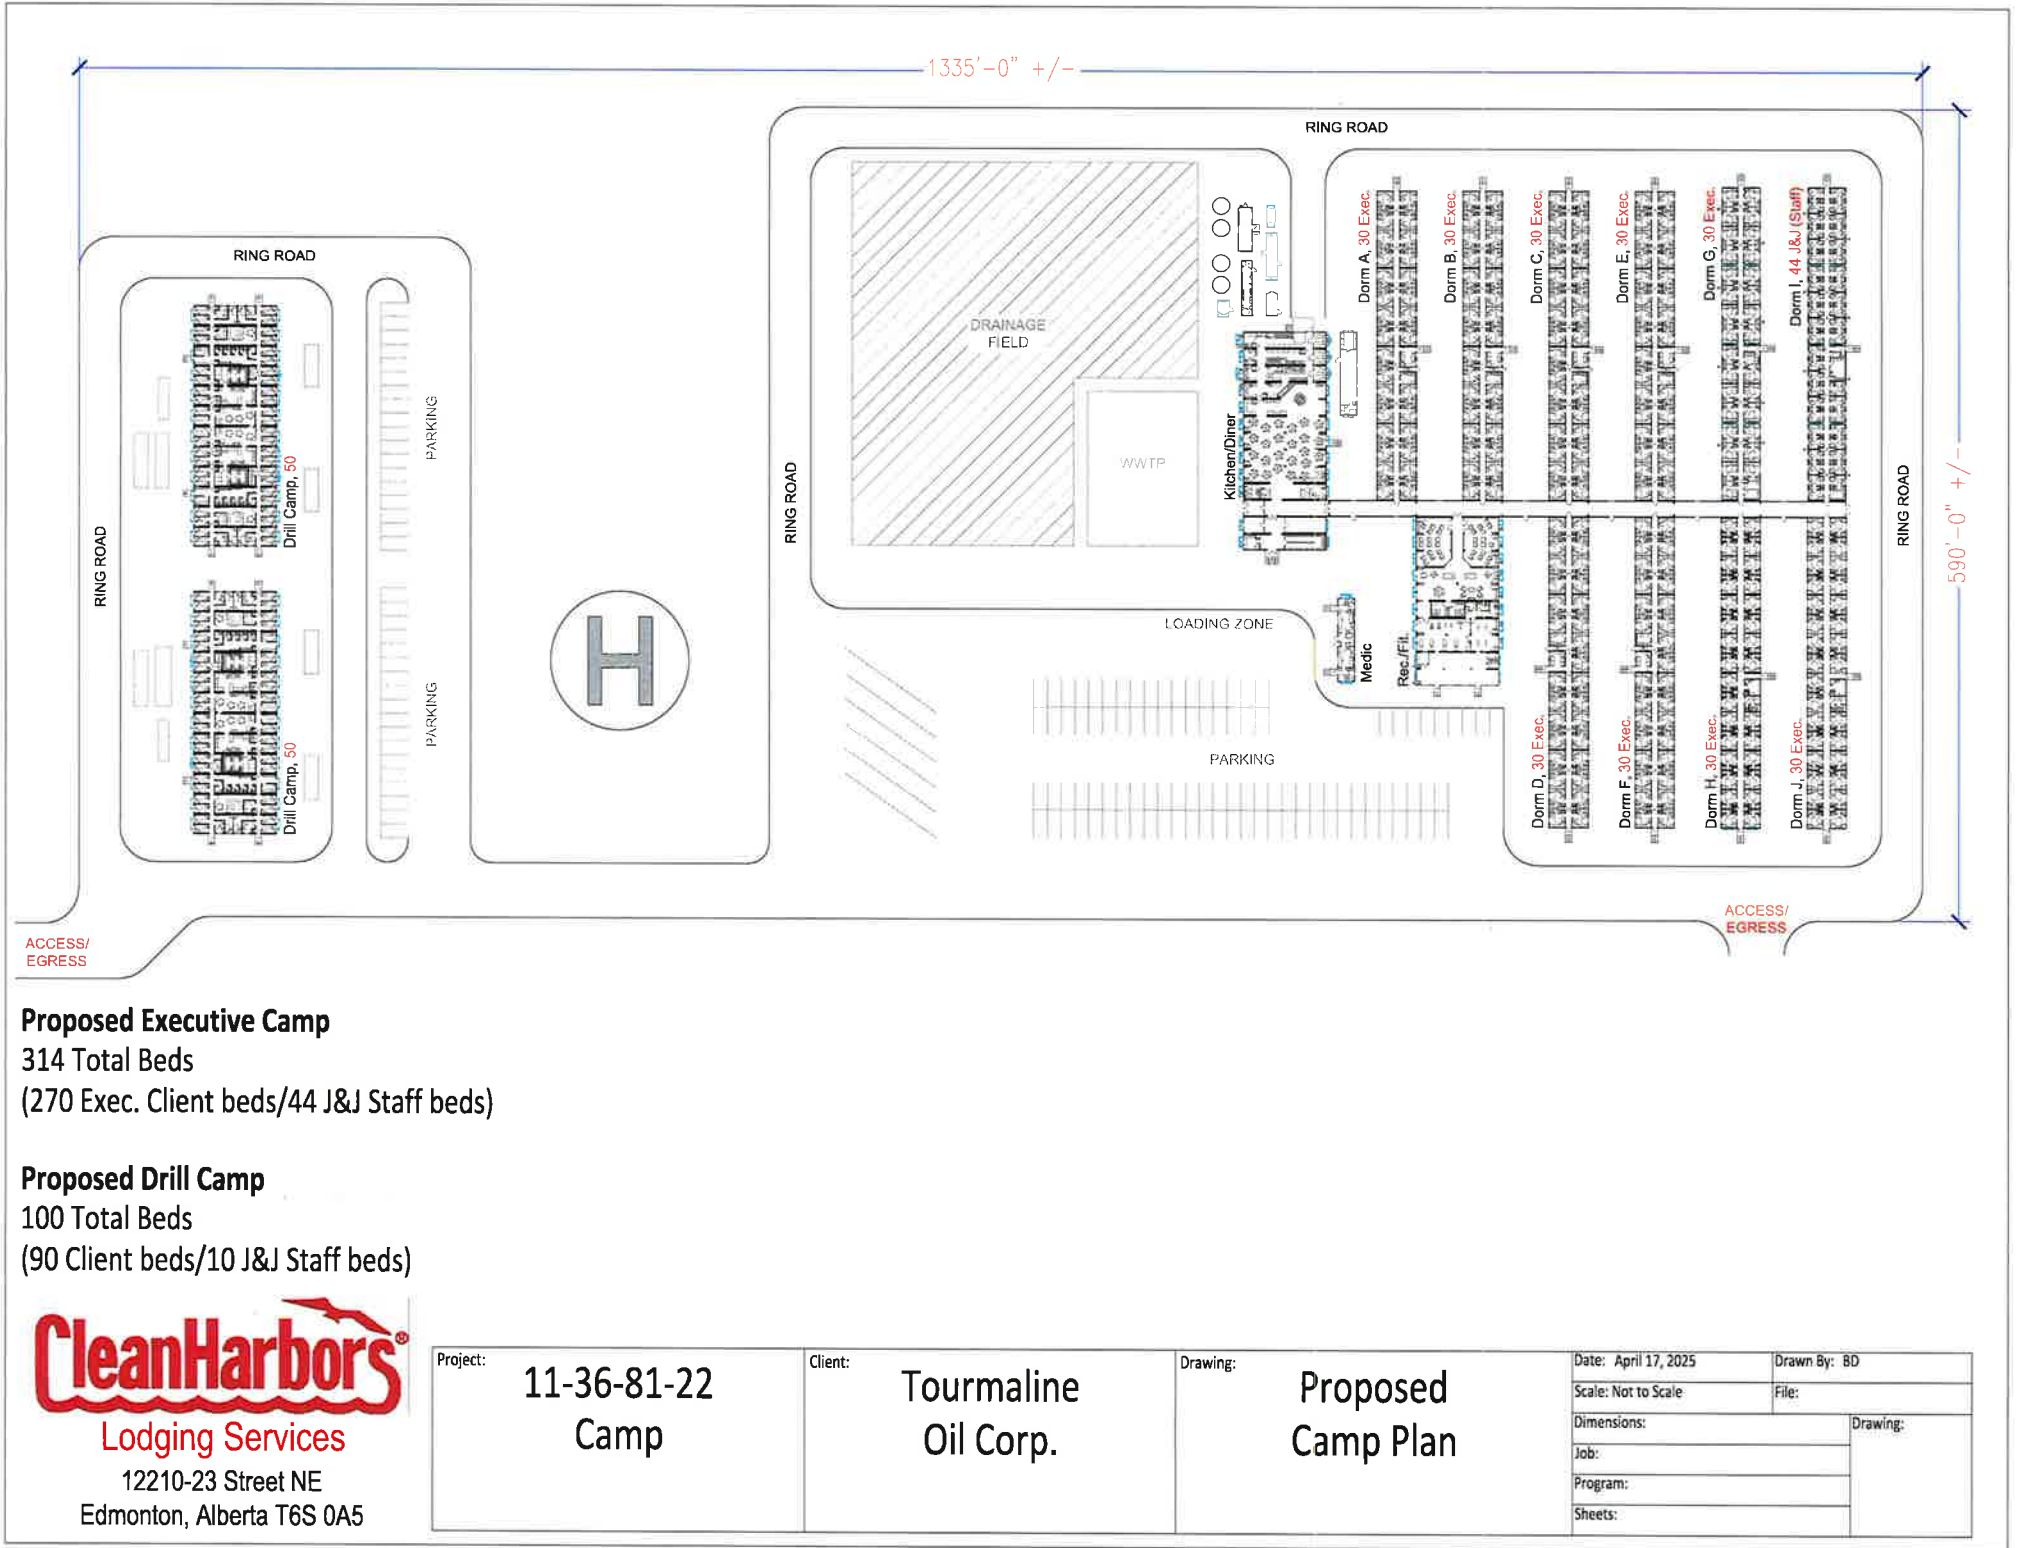 1335'-0" +/-
RING ROAD
RING ROAD
DRAINAGE
FIELD
WWTP
Kitchen/Diner
Dorm A, 30 Exec.
Dorm B, 30 Exec.
Dorm C, 30 Exec.
Dorm E, 30 Exec.
Dorm G, 30 Exec.
Dorm I, 44 J&J (Staff)
PARKING
Drill Camp, 50
RING ROAD
RING ROAD
RING ROAD
590'-0" +/-
H
LOADING ZONE
Medic
Rec./Fit.
PARKING
Drill Camp, 50
PARKING
Dorm D, 30 Exec.
Dorm F, 30 Exec.
Dorm H, 30 Exec.
Dorm J, 30 Exec.
ACCESS/
EGRESS
ACCESS/
EGRESS
Proposed Executive Camp
314 Total Beds
(270 Exec. Client beds/44 J&J Staff beds)
Proposed Drill Camp
100 Total Beds
(90 Client beds/10 J&J Staff beds)
CleanHarbors®
Lodging Services
12210-23 Street NE
Edmonton, Alberta T6S 0A5
Project:
11-36-81-22
Camp
Client:
Tourmaline
Oil Corp.
Drawing:
Proposed
Camp Plan
Date: April 17, 2025
Drawn By: BD
Scale: Not to Scale
File:
Dimensions:
Drawing:
Job:
Program:
Sheets: